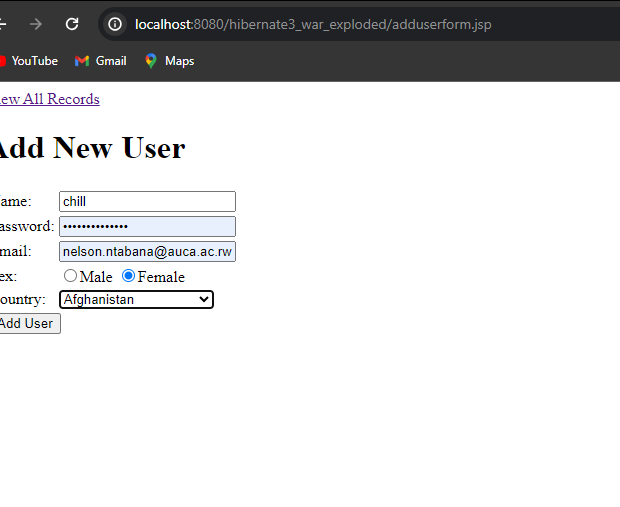 localhost:8080/hibernate3_war_exploded/adduserform.jsp
YouTube Gmail Maps
iew All Records
Add New User
ame: chill
assword: ••••••••••••••
mail: nelson.ntabana@auca.ac.rw
ex: Male Female
ountry: Afghanistan
Add User